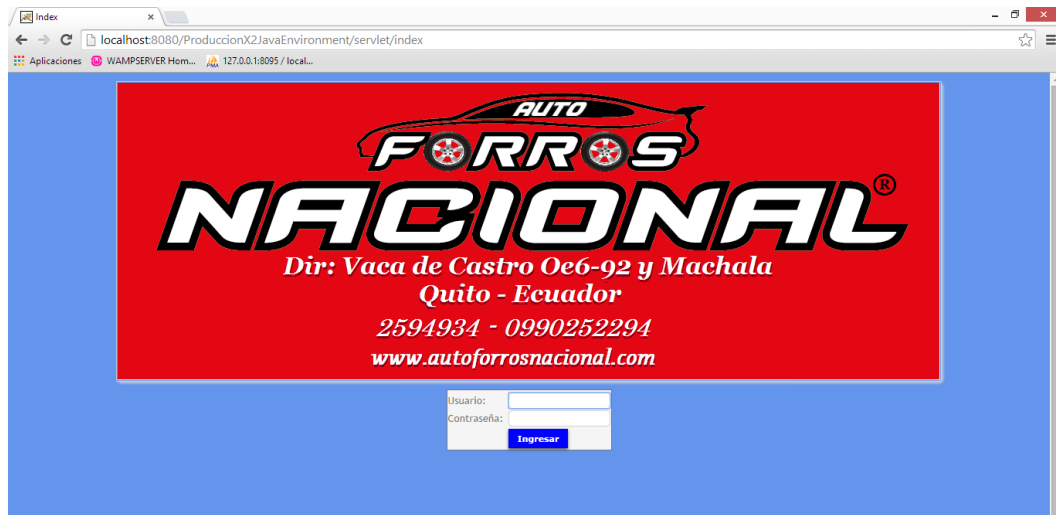 Index
localhost:8080/ProduccionX2JavaEnvironment/servlet/index
Aplicaciones WAMPSERVER Hom... 127.0.0.1:8095 / local...
AUTO
FORROS
NACIONAL®
Dir: Vaca de Castro Oe6-92 y Machala
Quito - Ecuador
2594934 - 0990252294
www.autoforrosnacional.com
Usuario:
Contraseña:
Ingresar